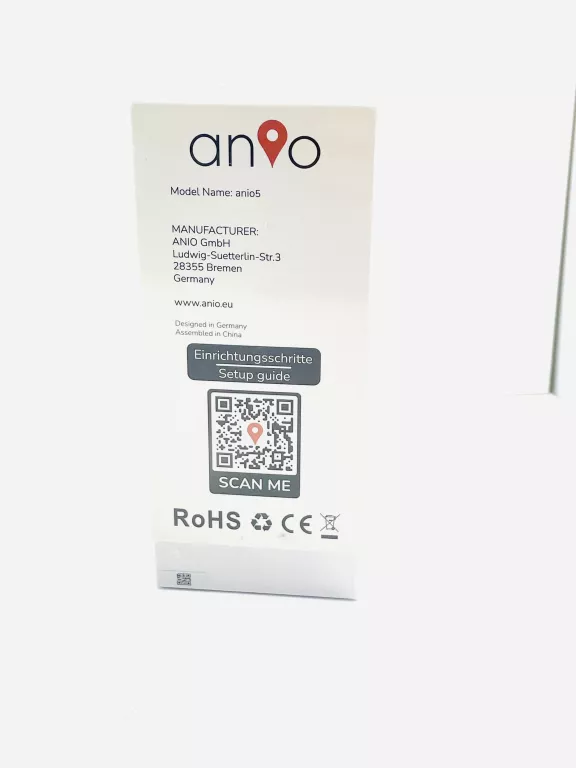 anio
Model Name: anio5
MANUFACTURER:
ANIO GmbH
Ludwig-Suetterlin-Str.3
28355 Bremen
Germany
www.anio.eu
Designed in Germany
Assembled in China
Einrichtungsschritte
Setup guide
SCAN ME
RoHS CE